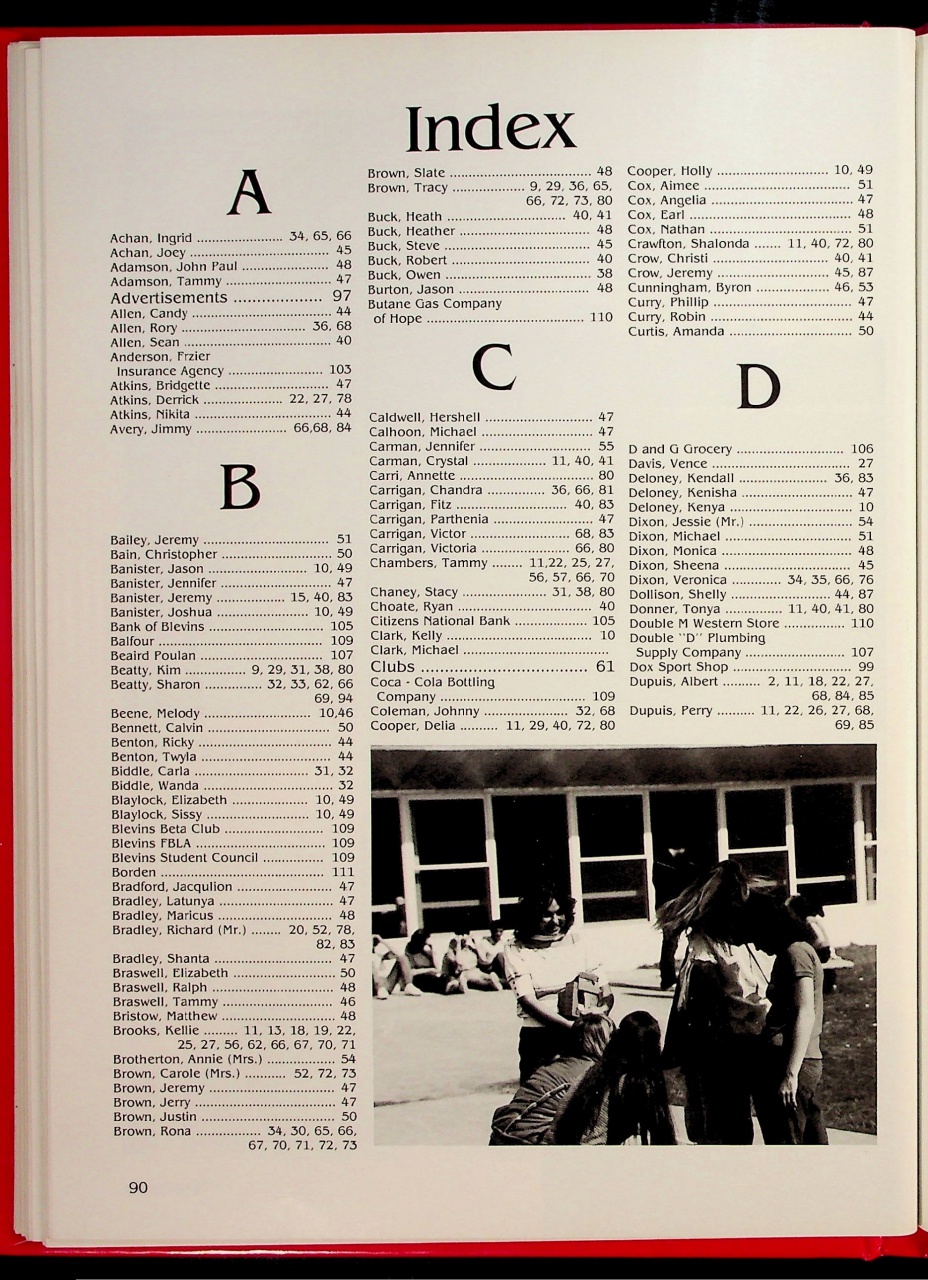 Index
A
Achan, Ingrid ...................... 34, 65, 66
Achan, Joey .................................... 45
Adamson, John Paul ...................... 48
Adamson, Tammy ........................... 47
Advertisements .................. 97
Allen, Candy ................................... 44
Allen, Rory ................................ 36, 68
Allen, Sean ...................................... 40
Anderson, Frzier
Insurance Agency ........................ 103
Atkins, Bridgette ............................. 47
Atkins, Derrick .................... 22, 27, 78
Atkins, Nikita ................................... 44
Avery, Jimmy ....................... 66,68, 84
B
Bailey, Jeremy ................................ 51
Bain, Christopher ............................ 50
Banister, Jason ......................... 10, 49
Banister, Jennifer ............................ 47
Banister, Jeremy ................. 15, 40, 83
Banister, Joshua ....................... 10, 49
Bank of Blevins .............................. 105
Balfour ........................................... 109
Beaird Poulan ................................ 107
Beatty, Kim ................ 9, 29, 31, 38, 80
Beatty, Sharon ............... 32, 33, 62, 66
69, 94
Beene, Melody ........................... 10,46
Bennett, Calvin ............................... 50
Benton, Ricky .................................. 44
Benton, Twyla ................................. 44
Biddle, Carla ............................. 31, 32
Biddle, Wanda ................................. 32
Blaylock, Elizabeth ................... 10, 49
Blaylock, Sissy .......................... 10, 49
Blevins Beta Club ......................... 109
Blevins FBLA ................................. 109
Blevins Student Council ............... 109
Borden .......................................... 111
Bradford, Jacqulion ........................ 47
Bradley, Latunya ............................. 47
Bradley, Maricus ............................. 48
Bradley, Richard (Mr.) ........ 20, 52, 78,
82, 83
Bradley, Shanta ............................... 47
Braswell, Elizabeth .......................... 50
Braswell, Ralph ............................... 48
Braswell, Tammy ............................. 46
Bristow, Matthew ............................. 48
Brooks, Kellie ......... 11, 13, 18, 19, 22,
25, 27, 56, 62, 66, 67, 70, 71
Brotherton, Annie (Mrs.) ................. 54
Brown, Carole (Mrs.) ........... 52, 72, 73
Brown, Jeremy ................................ 47
Brown, Jerry .................................... 47
Brown, Justin .................................. 50
Brown, Rona ................. 34, 30, 65, 66,
67, 70, 71, 72, 73
Brown, Slate .................................... 48
Brown, Tracy .................... 9, 29, 36, 65,
66, 72, 73, 80
Buck, Heath ............................... 40, 41
Buck, Heather .................................. 48
Buck, Steve ..................................... 45
Buck, Robert ................................... 40
Buck, Owen ..................................... 38
Burton, Jason .................................. 48
Butane Gas Company
of Hope ........................................ 110
C
Caldwell, Hershell ............................ 47
Calhoon, Michael ............................. 47
Carman, Jennifer ............................. 55
Carman, Crystal ................... 11, 40, 41
Carri, Annette .................................. 80
Carrigan, Chandra ............... 36, 66, 81
Carrigan, Fitz ............................. 40, 83
Carrigan, Parthenia .......................... 47
Carrigan, Victor .......................... 68, 83
Carrigan, Victoria ....................... 66, 80
Chambers, Tammy ........ 11,22, 25, 27,
56, 57, 66, 70
Chaney, Stacy ...................... 31, 38, 80
Choate, Ryan ................................... 40
Citizens National Bank ................... 105
Clark, Kelly ...................................... 10
Clark, Michael ....................................
Clubs .................................... 61
Coca - Cola Bottling
Company ...................................... 109
Coleman, Johnny ...................... 32, 68
Cooper, Delia .......... 11, 29, 40, 72, 80
Cooper, Holly ............................ 10, 49
Cox, Aimee ...................................... 51
Cox, Angelia .................................... 47
Cox, Earl .......................................... 48
Cox, Nathan ..................................... 51
Crawfton, Shalonda ....... 11, 40, 72, 80
Crow, Christi .............................. 40, 41
Crow, Jeremy ............................ 45, 87
Cunningham, Byron ................... 46, 53
Curry, Phillip .................................... 47
Curry, Robin .................................... 44
Curtis, Amanda ................................ 50
D
D and G Grocery ........................... 106
Davis, Vence .................................... 27
Deloney, Kendall ........................ 36, 83
Deloney, Kenisha ............................. 47
Deloney, Kenya ................................ 10
Dixon, Jessie (Mr.) ........................... 54
Dixon, Michael ................................. 51
Dixon, Monica .................................. 48
Dixon, Sheena .................................. 45
Dixon, Veronica ............ 34, 35, 66, 76
Dollison, Shelly .......................... 44, 87
Donner, Tonya .............. 11, 40, 41, 80
Double M Western Store ............... 110
Double "D" Plumbing
Supply Company .......................... 107
Dox Sport Shop .............................. 99
Dupuis, Albert .......... 2, 11, 18, 22, 27,
68, 84, 85
Dupuis, Perry .......... 11, 22, 26, 27, 68,
69, 85
90